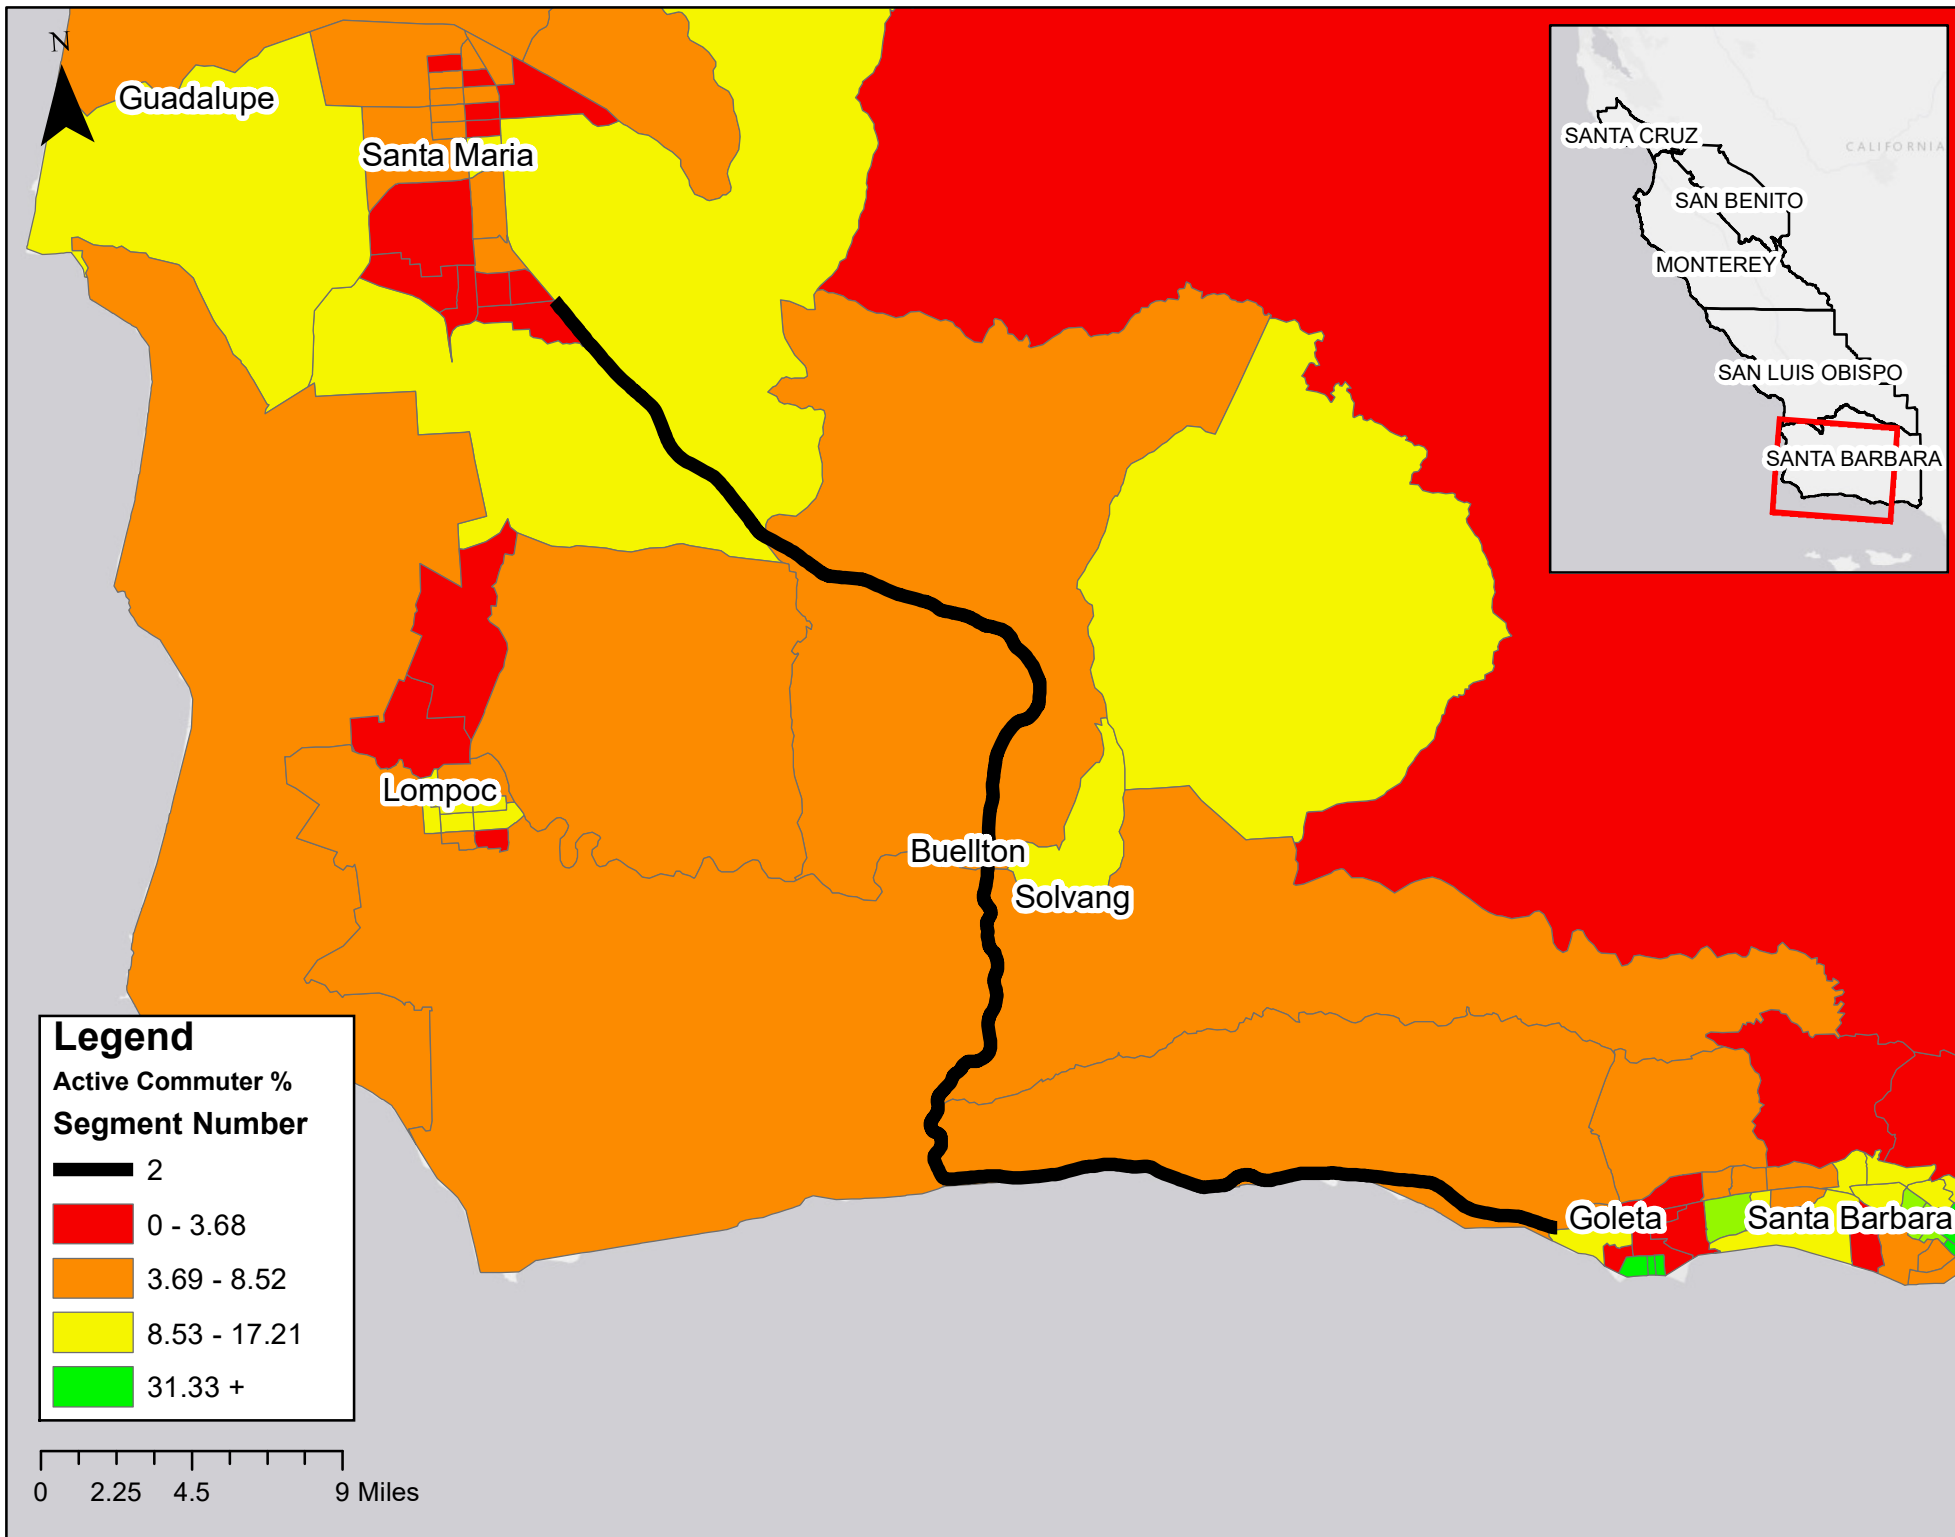 N
Guadalupe
Santa Maria
Lompoc
Buellton
Solvang
Goleta
Santa Barbara
SANTA CRUZ
CALIFORNIA
SAN BENITO
MONTEREY
SAN LUIS OBISPO
SANTA BARBARA
Legend
Active Commuter %
Segment Number
2
0 - 3.68
3.69 - 8.52
8.53 - 17.21
31.33 +
0 2.25 4.5 9 Miles